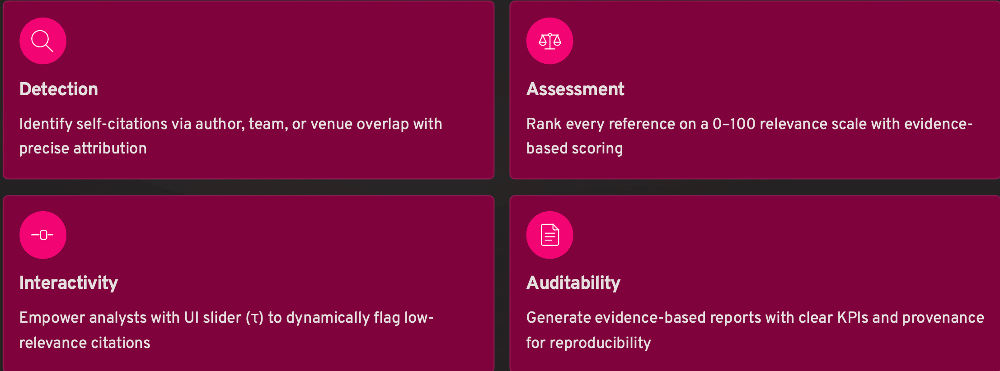 Detection
Identify self-citations via author, team, or venue overlap with
precise attribution
Assessment
Rank every reference on a 0–100 relevance scale with evidence-
based scoring
Interactivity
Empower analysts with UI slider (τ) to dynamically flag low-
relevance citations
Auditability
Generate evidence-based reports with clear KPIs and provenance
for reproducibility